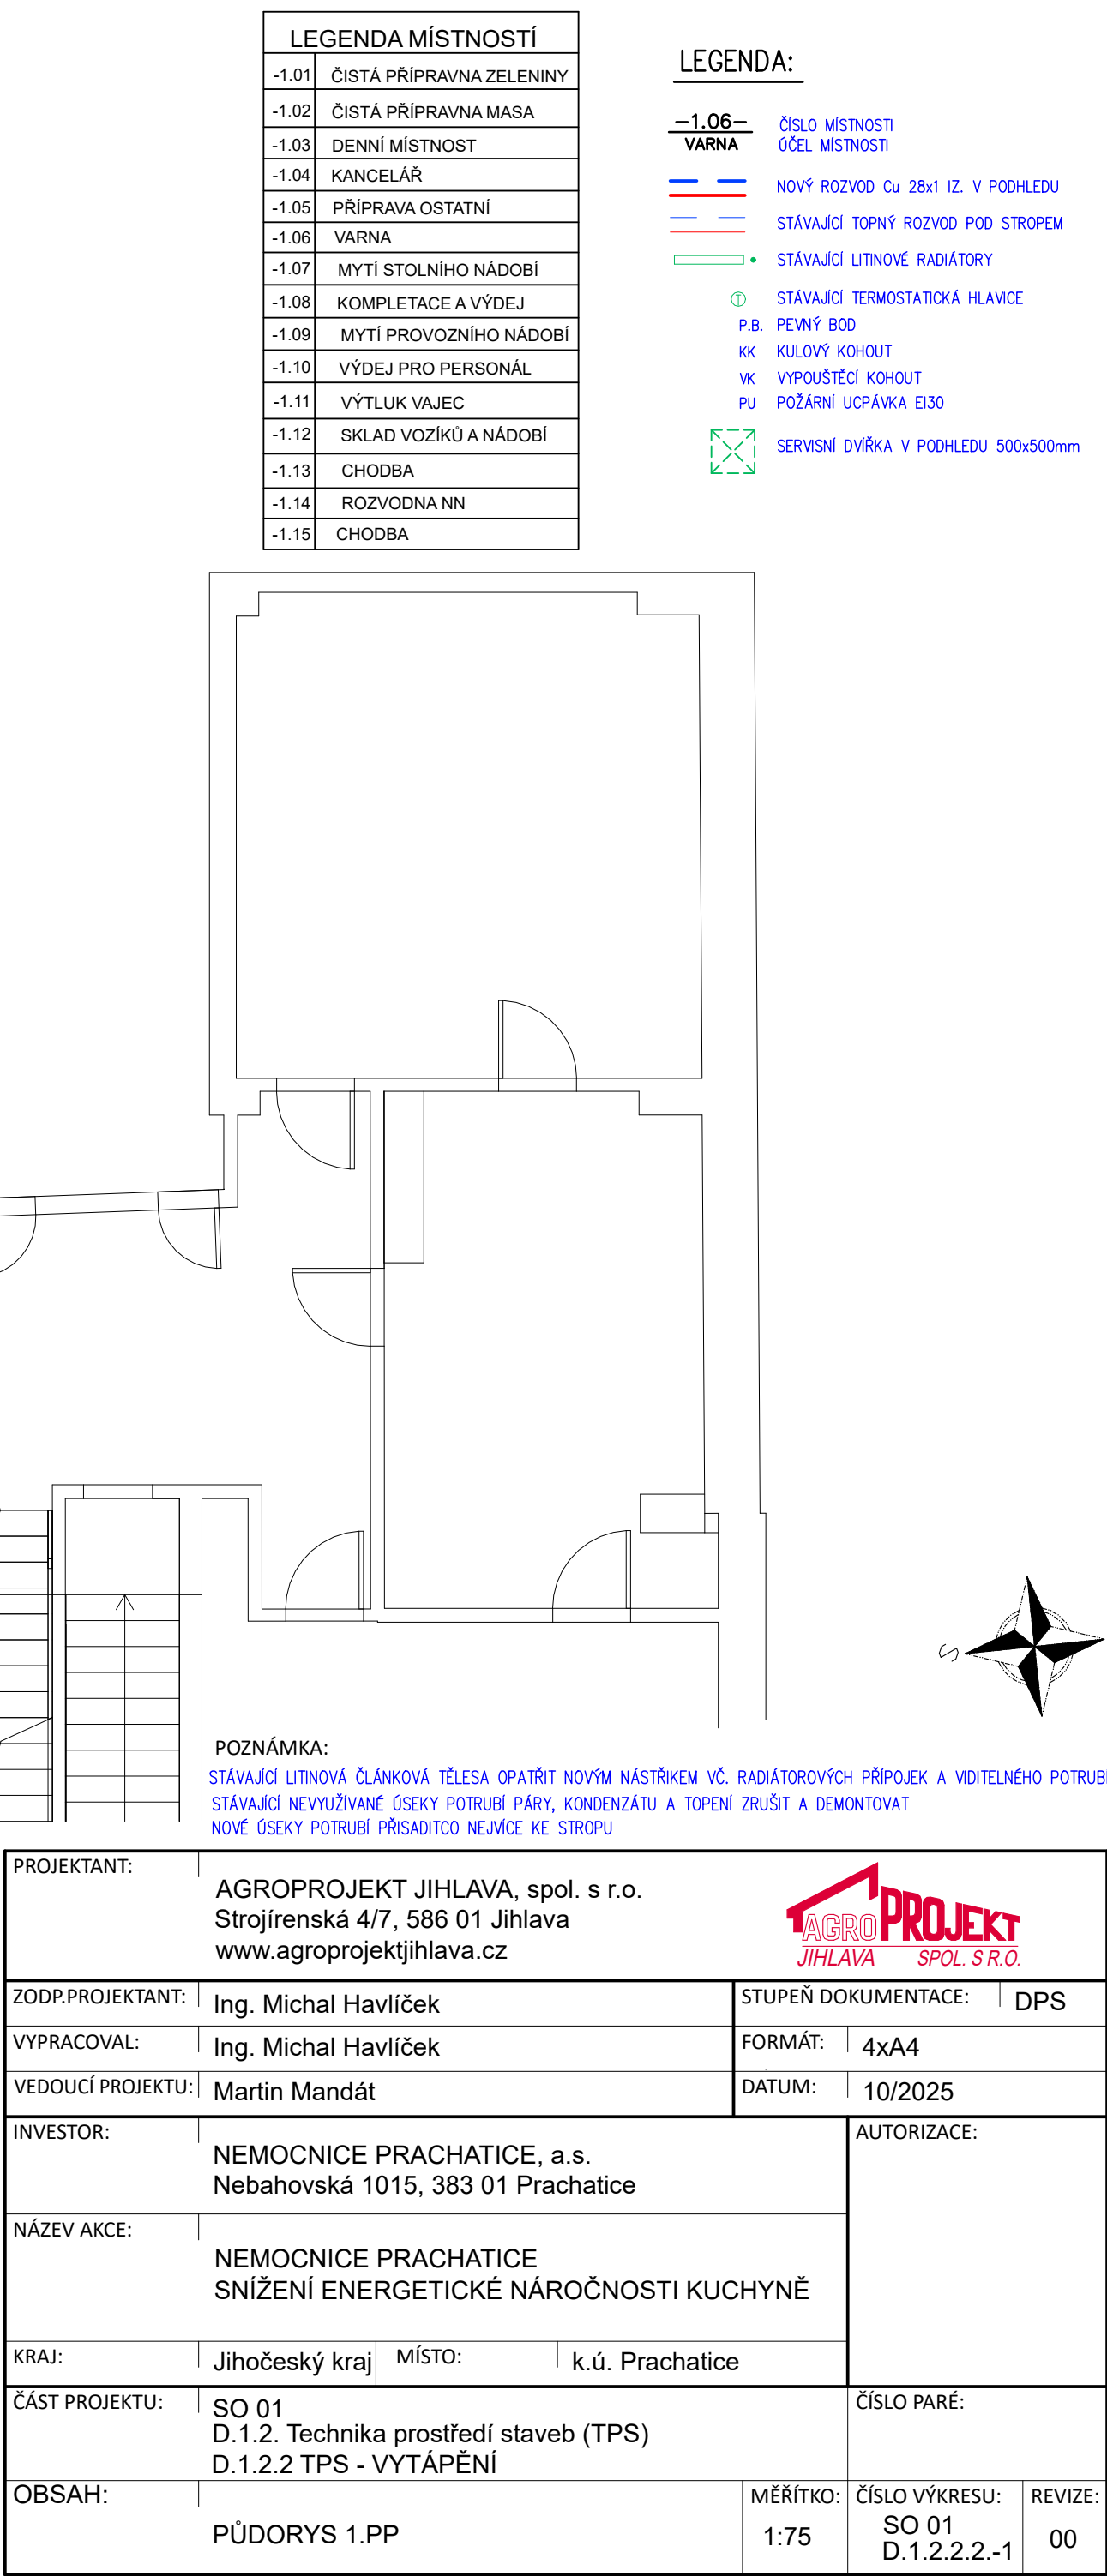 LEGENDA MÍSTNOSTÍ
-1.01 ČISTÁ PŘÍPRAVNA ZELENINY
-1.02 ČISTÁ PŘÍPRAVNA MASA
-1.03 DENNÍ MÍSTNOST
-1.04 KANCELÁŘ
-1.05 PŘÍPRAVA OSTATNÍ
-1.06 VARNA
-1.07 MYTÍ STOLNÍHO NÁDOBÍ
-1.08 KOMPLETACE A VÝDEJ
-1.09 MYTÍ PROVOZNÍHO NÁDOBÍ
-1.10 VÝDEJ PRO PERSONÁL
-1.11 VÝTLUK VAJEC
-1.12 SKLAD VOZÍKŮ A NÁDOBÍ
-1.13 CHODBA
-1.14 ROZVODNA NN
-1.15 CHODBA
LEGENDA:
-1.06- ČÍSLO MÍSTNOSTI
VARNA ÚČEL MÍSTNOSTI
NOVÝ ROZVOD Cu 28x1 IZ. V PODHLEDU
STÁVAJÍCÍ TOPNÝ ROZVOD POD STROPEM
STÁVAJÍCÍ LITINOVÉ RADIÁTORY
T STÁVAJÍCÍ TERMOSTATICKÁ HLAVICE
P.B. PEVNÝ BOD
KK KULOVÝ KOHOUT
VK VYPOUŠTĚCÍ KOHOUT
PU POŽÁRNÍ UCPÁVKA EI30
SERVISNÍ DVÍŘKA V PODHLEDU 500x500mm
S
POZNÁMKA:
STÁVAJÍCÍ LITINOVÁ ČLÁNKOVÁ TĚLESA OPATŘIT NOVÝM NÁSTŘIKEM VČ. RADIÁTOROVÝCH PŘÍPOJEK A VIDITELNÉHO POTRUBÍ
STÁVAJÍCÍ NEVYUŽÍVANÉ ÚSEKY POTRUBÍ PÁRY, KONDENZÁTU A TOPENÍ ZRUŠIT A DEMONTOVAT
NOVÉ ÚSEKY POTRUBÍ PŘISADITCO NEJVÍCE KE STROPU
PROJEKTANT:
AGROPROJEKT JIHLAVA, spol. s r.o.
Strojírenská 4/7, 586 01 Jihlava
www.agroprojektjihlava.cz
AGROPROJEKT
JIHLAVA SPOL. S R.O.
ZODP.PROJEKTANT: Ing. Michal Havlíček
STUPEŇ DOKUMENTACE: DPS
VYPRACOVAL: Ing. Michal Havlíček
FORMÁT: 4xA4
VEDOUCÍ PROJEKTU: Martin Mandát
DATUM: 10/2025
INVESTOR:
NEMOCNICE PRACHATICE, a.s.
Nebahovská 1015, 383 01 Prachatice
AUTORIZACE:
NÁZEV AKCE:
NEMOCNICE PRACHATICE
SNÍŽENÍ ENERGETICKÉ NÁROČNOSTI KUCHYNĚ
KRAJ: Jihočeský kraj MÍSTO: k.ú. Prachatice
ČÁST PROJEKTU: SO 01
D.1.2. Technika prostředí staveb (TPS)
D.1.2.2 TPS - VYTÁPĚNÍ
ČÍSLO PARÉ:
OBSAH:
PŮDORYS 1.PP
MĚŘÍTKO:
1:75
ČÍSLO VÝKRESU:
SO 01
D.1.2.2.2.-1
REVIZE:
00